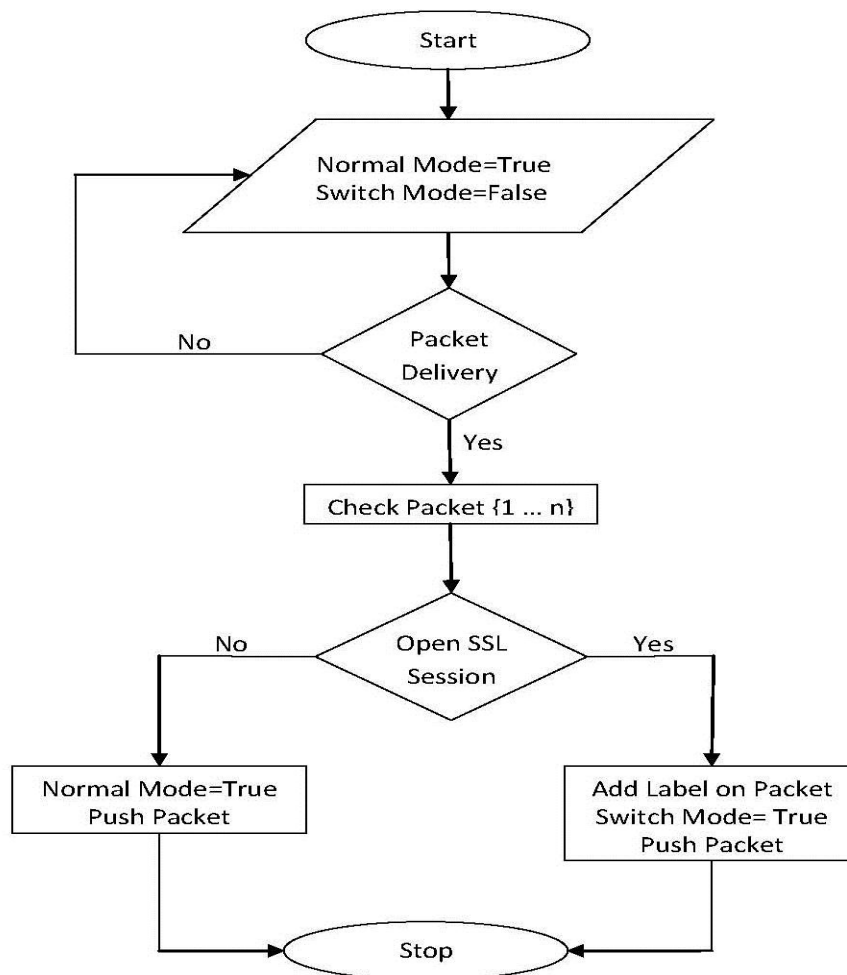 Start
Normal Mode=True
Switch Mode=False
No
Packet
Delivery
Yes
Check Packet {1 ... n}
No
Open SSL
Session
Yes
Normal Mode=True
Push Packet
Add Label on Packet
Switch Mode= True
Push Packet
Stop